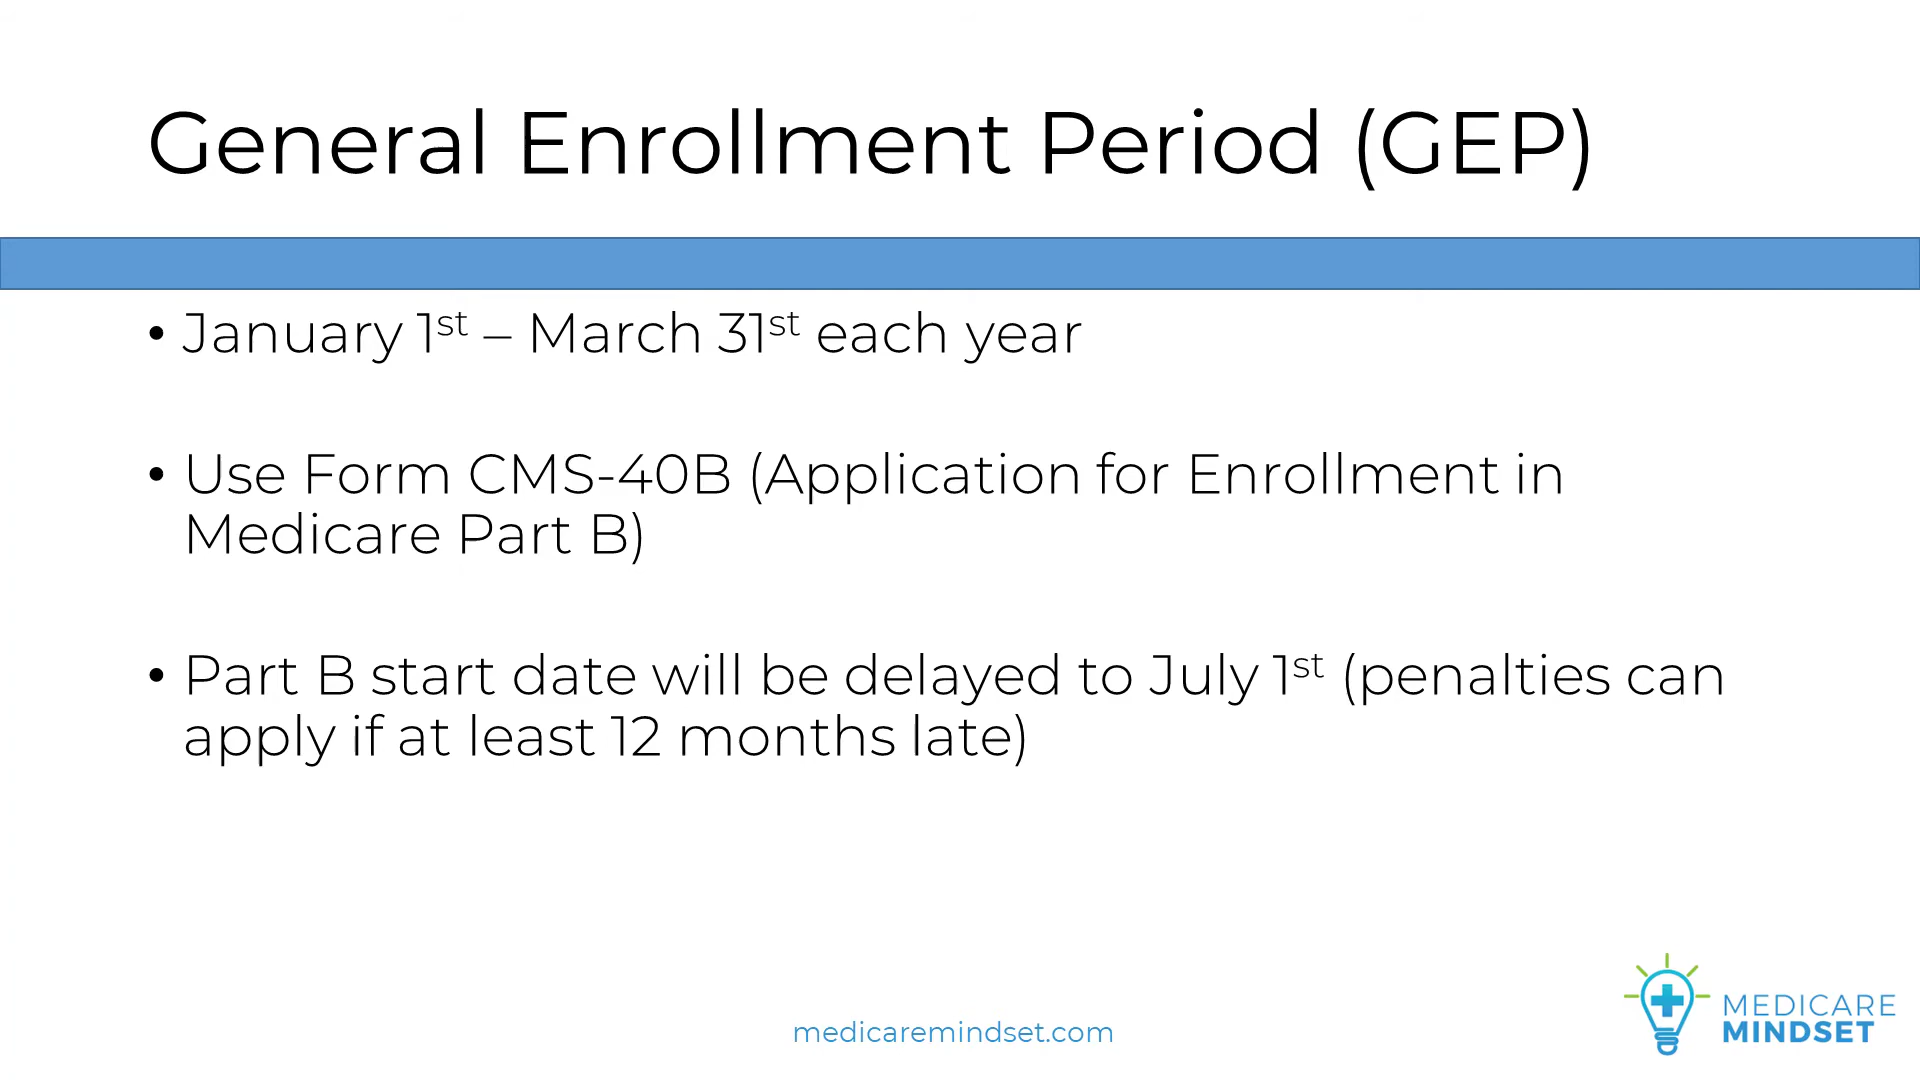 General Enrollment Period (GEP)
• January 1st – March 31st each year
• Use Form CMS-40B (Application for Enrollment in
Medicare Part B)
• Part B start date will be delayed to July 1st (penalties can
apply if at least 12 months late)
medicaremindset.com
MEDICARE
MINDSET